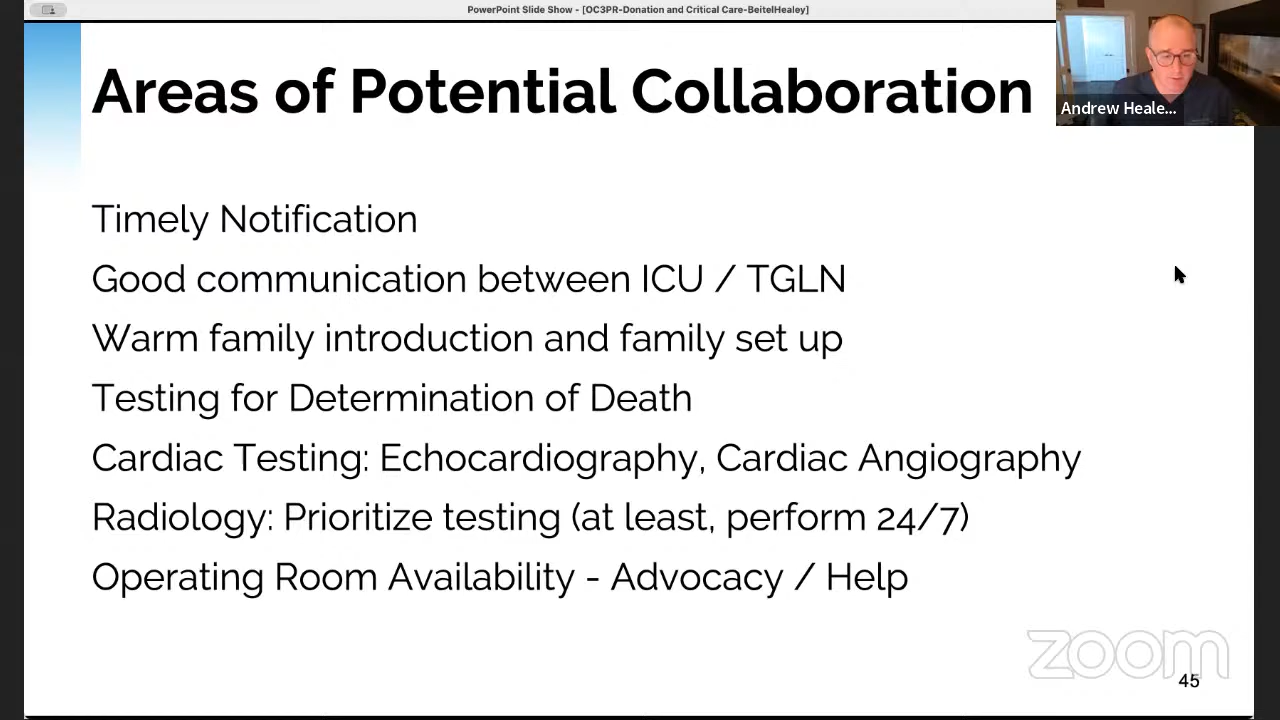 PowerPoint Slide Show - [OC3PR-Donation and Critical Care-BeitelHealey]
Areas of Potential Collaboration
Andrew Heale...
Timely Notification
Good communication between ICU / TGLN
Warm family introduction and family set up
Testing for Determination of Death
Cardiac Testing: Echocardiography, Cardiac Angiography
Radiology: Prioritize testing (at least, perform 24/7)
Operating Room Availability - Advocacy / Help
zoom
45